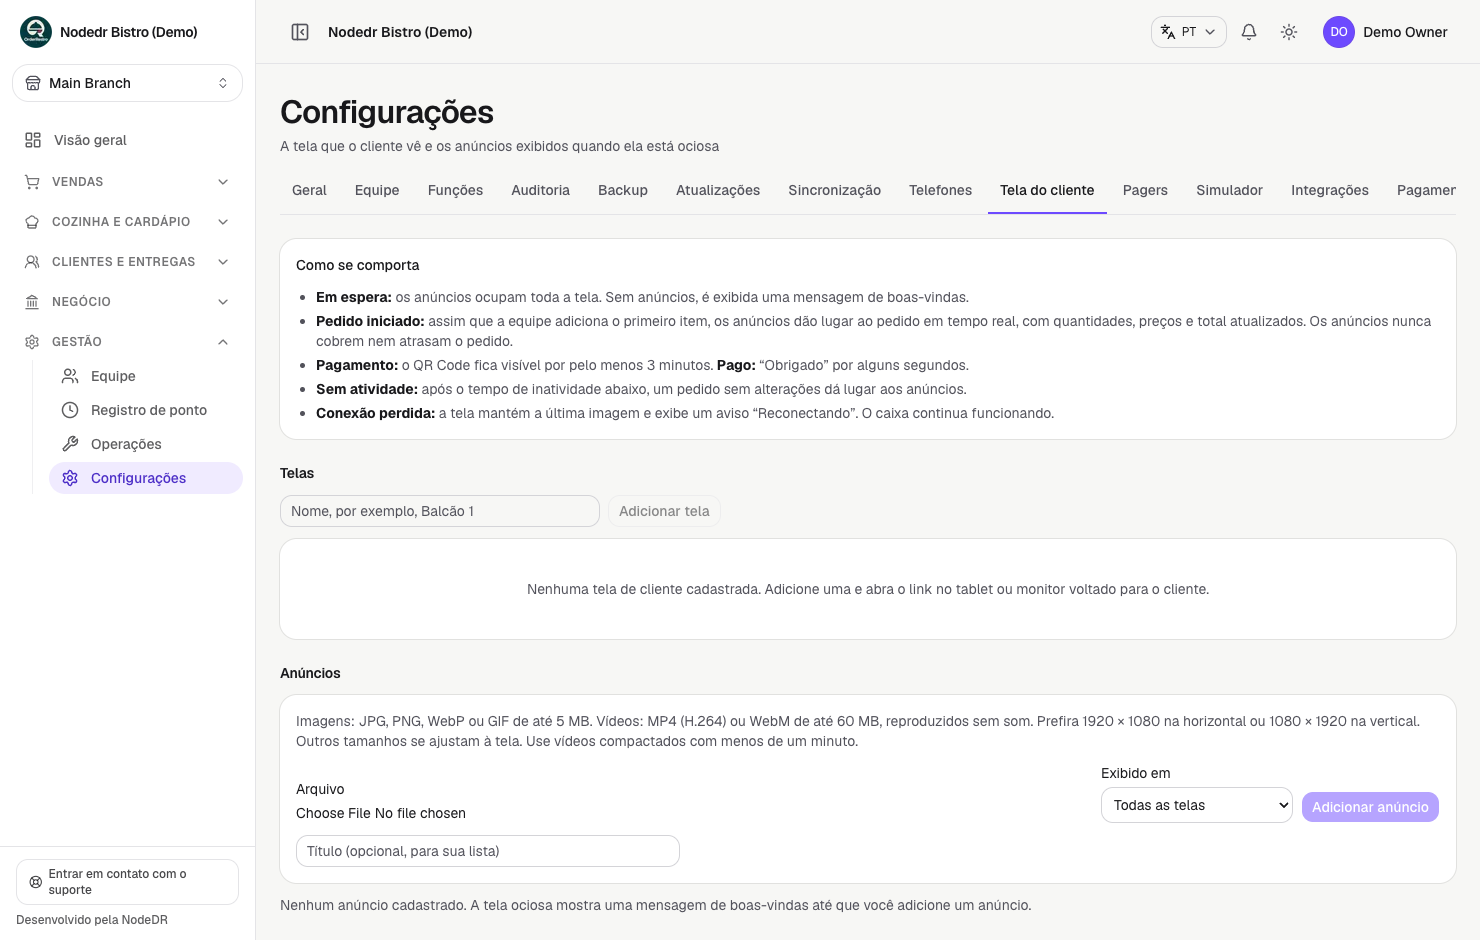 Nodedr Bistro (Demo)
Main Branch
Visão geral
VENDAS
COZINHA E CARDÁPIO
CLIENTES E ENTREGAS
NEGÓCIO
GESTÃO
Equipe
Registro de ponto
Operações
Configurações
Entrar em contato com o
suporte
Desenvolvido pela NodeDR
Nodedr Bistro (Demo)
PT
DO
Demo Owner
Configurações
A tela que o cliente vê e os anúncios exibidos quando ela está ociosa
Geral Equipe Funções Auditoria Backup Atualizações Sincronização Telefones Tela do cliente Pagers Simulador Integrações Pagamen
Como se comporta
• Em espera: os anúncios ocupam toda a tela. Sem anúncios, é exibida uma mensagem de boas-vindas.
• Pedido iniciado: assim que a equipe adiciona o primeiro item, os anúncios dão lugar ao pedido em tempo real, com quantidades, preços e total atualizados. Os anúncios nunca
cobrem nem atrasam o pedido.
• Pagamento: o QR Code fica visível por pelo menos 3 minutos. Pago: “Obrigado” por alguns segundos.
• Sem atividade: após o tempo de inatividade abaixo, um pedido sem alterações dá lugar aos anúncios.
• Conexão perdida: a tela mantém a última imagem e exibe um aviso “Reconectando”. O caixa continua funcionando.
Telas
Nome, por exemplo, Balcão 1
Adicionar tela
Nenhuma tela de cliente cadastrada. Adicione uma e abra o link no tablet ou monitor voltado para o cliente.
Anúncios
Imagens: JPG, PNG, WebP ou GIF de até 5 MB. Vídeos: MP4 (H.264) ou WebM de até 60 MB, reproduzidos sem som. Prefira 1920 × 1080 na horizontal ou 1080 × 1920 na vertical.
Outros tamanhos se ajustam à tela. Use vídeos compactados com menos de um minuto.
Arquivo
Choose File No file chosen
Título (opcional, para sua lista)
Exibido em
Todas as telas
Adicionar anúncio
Nenhum anúncio cadastrado. A tela ociosa mostra uma mensagem de boas-vindas até que você adicione um anúncio.